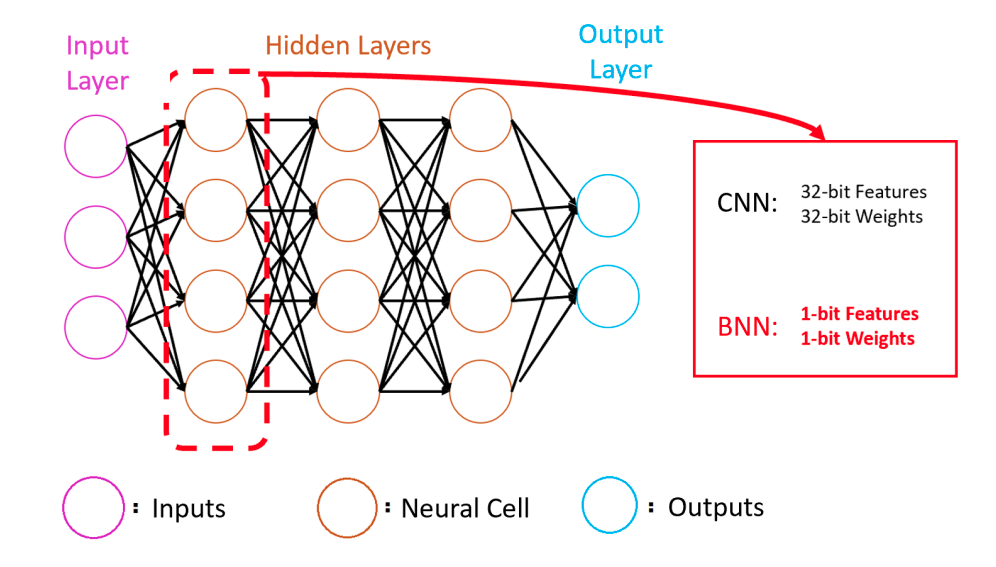 Input
Layer
Hidden Layers
Output
Layer
CNN:
32-bit Features
32-bit Weights
BNN:
1-bit Features
1-bit Weights
: Inputs
: Neural Cell
: Outputs